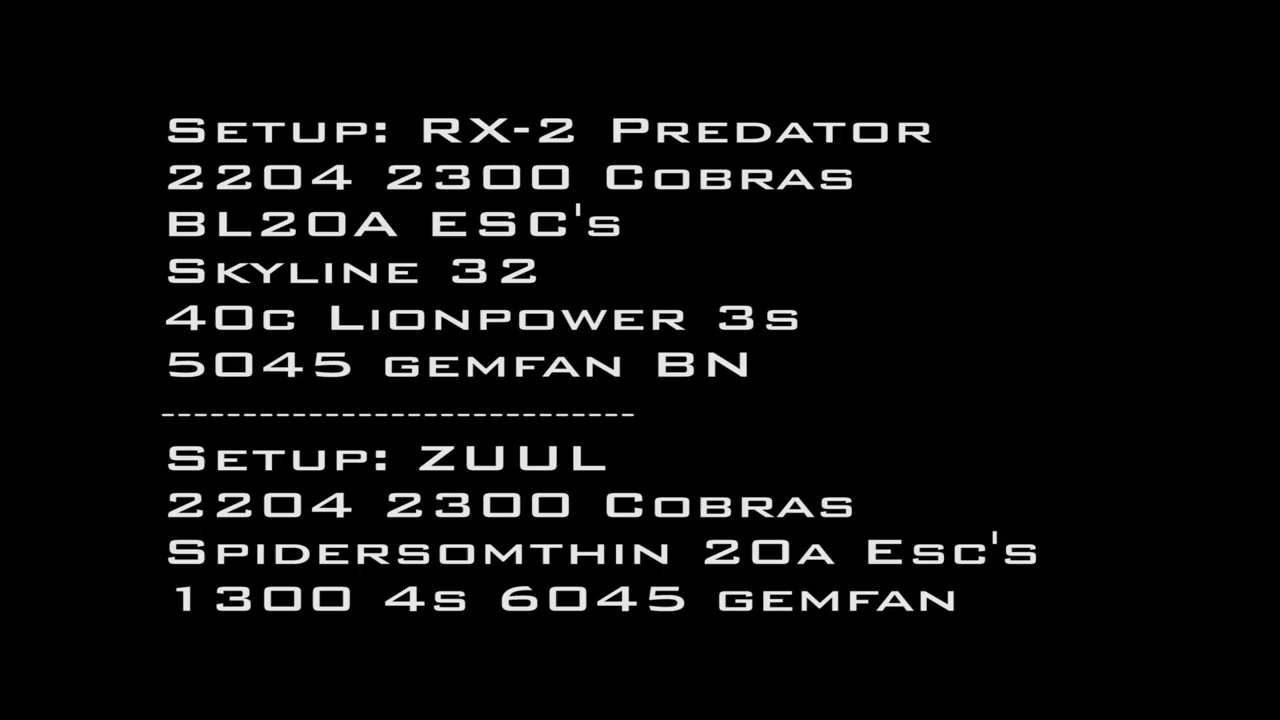 Setup: RX-2 Predator
2204 2300 Cobras
BL20A ESC's
Skyline 32
40c Lionpower 3s
5045 gemfan BN
-----------------------------
Setup: ZUUL
2204 2300 Cobras
Spidersomthin 20a Esc's
1300 4s 6045 gemfan